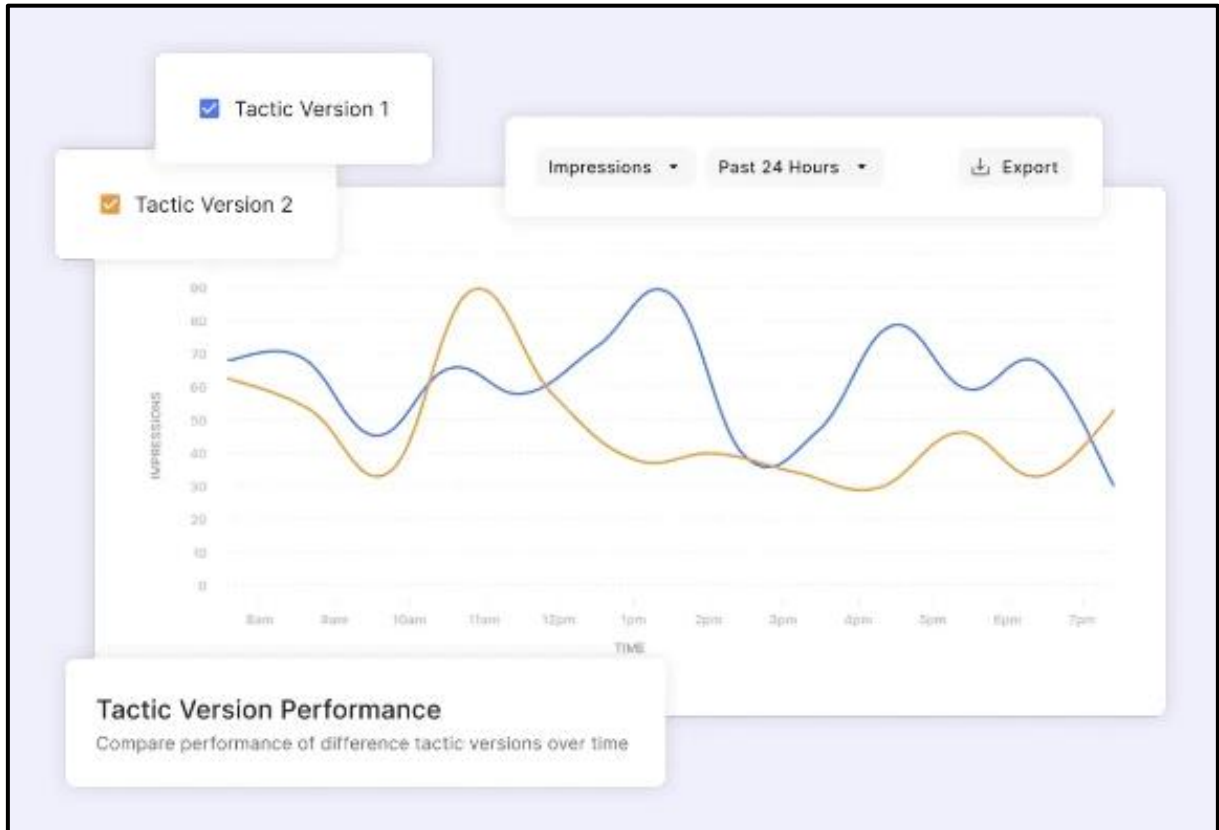 Tactic Version 1
Tactic Version 2
Impressions
Past 24 Hours
Export
90
80
70
60
50
40
30
20
10
0
IMPRESSIONS
8am
9am
10am
11am
12pm
1pm
2pm
3pm
4pm
5pm
6pm
7pm
TIME
Tactic Version Performance
Compare performance of difference tactic versions over time